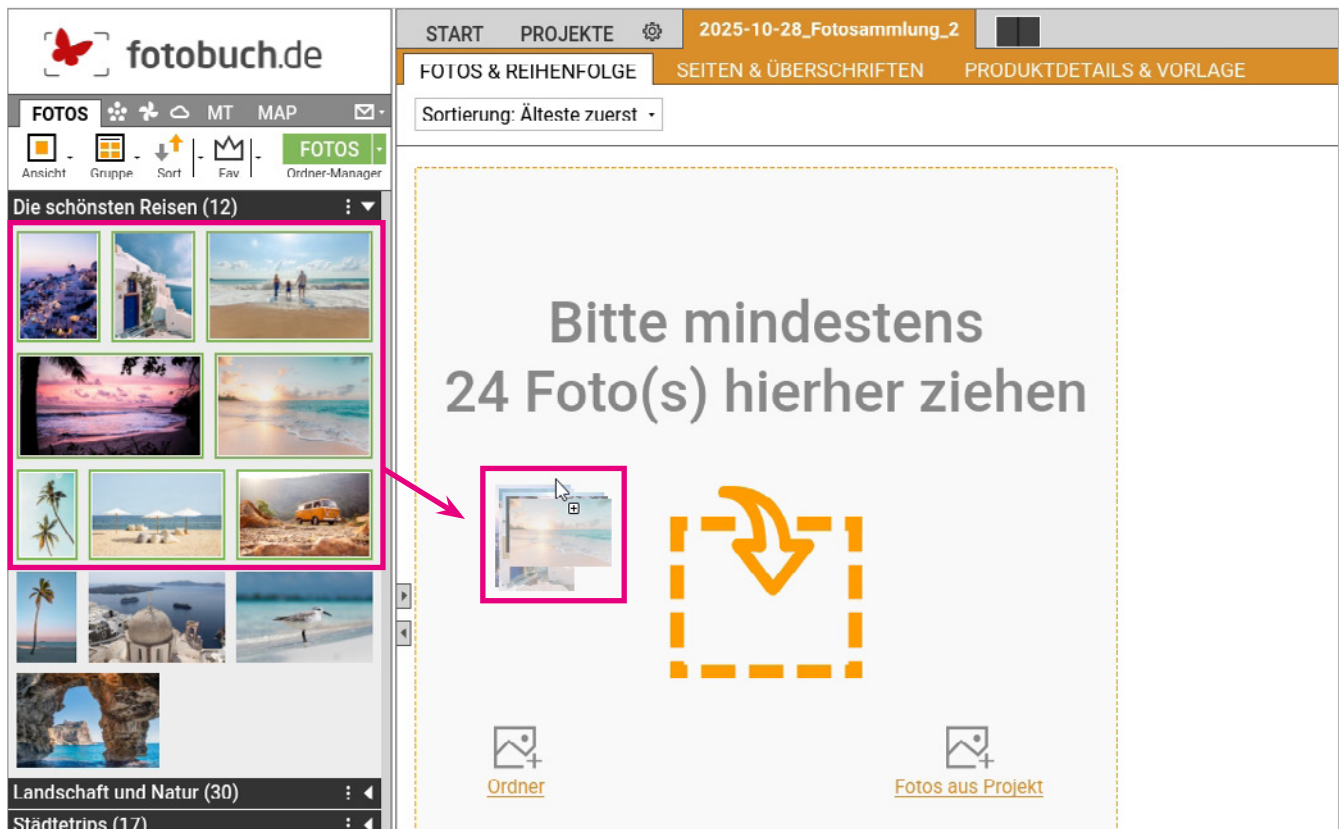 fotobuch.de
START PROJEKTE 2025-10-28_Fotosammlung_2
FOTOS & REIHENFOLGE SEITEN & ÜBERSCHRIFTEN PRODUKTDETAILS & VORLAGE
FOTOS MT MAP
Sortierung: Älteste zuerst
FOTOS
Ansicht Gruppe Sort Fav Ordner-Manager
Die schönsten Reisen (12)
Bitte mindestens
24 Foto(s) hierher ziehen
Ordner
Fotos aus Projekt
Landschaft und Natur (30)
Städtetrips (17)